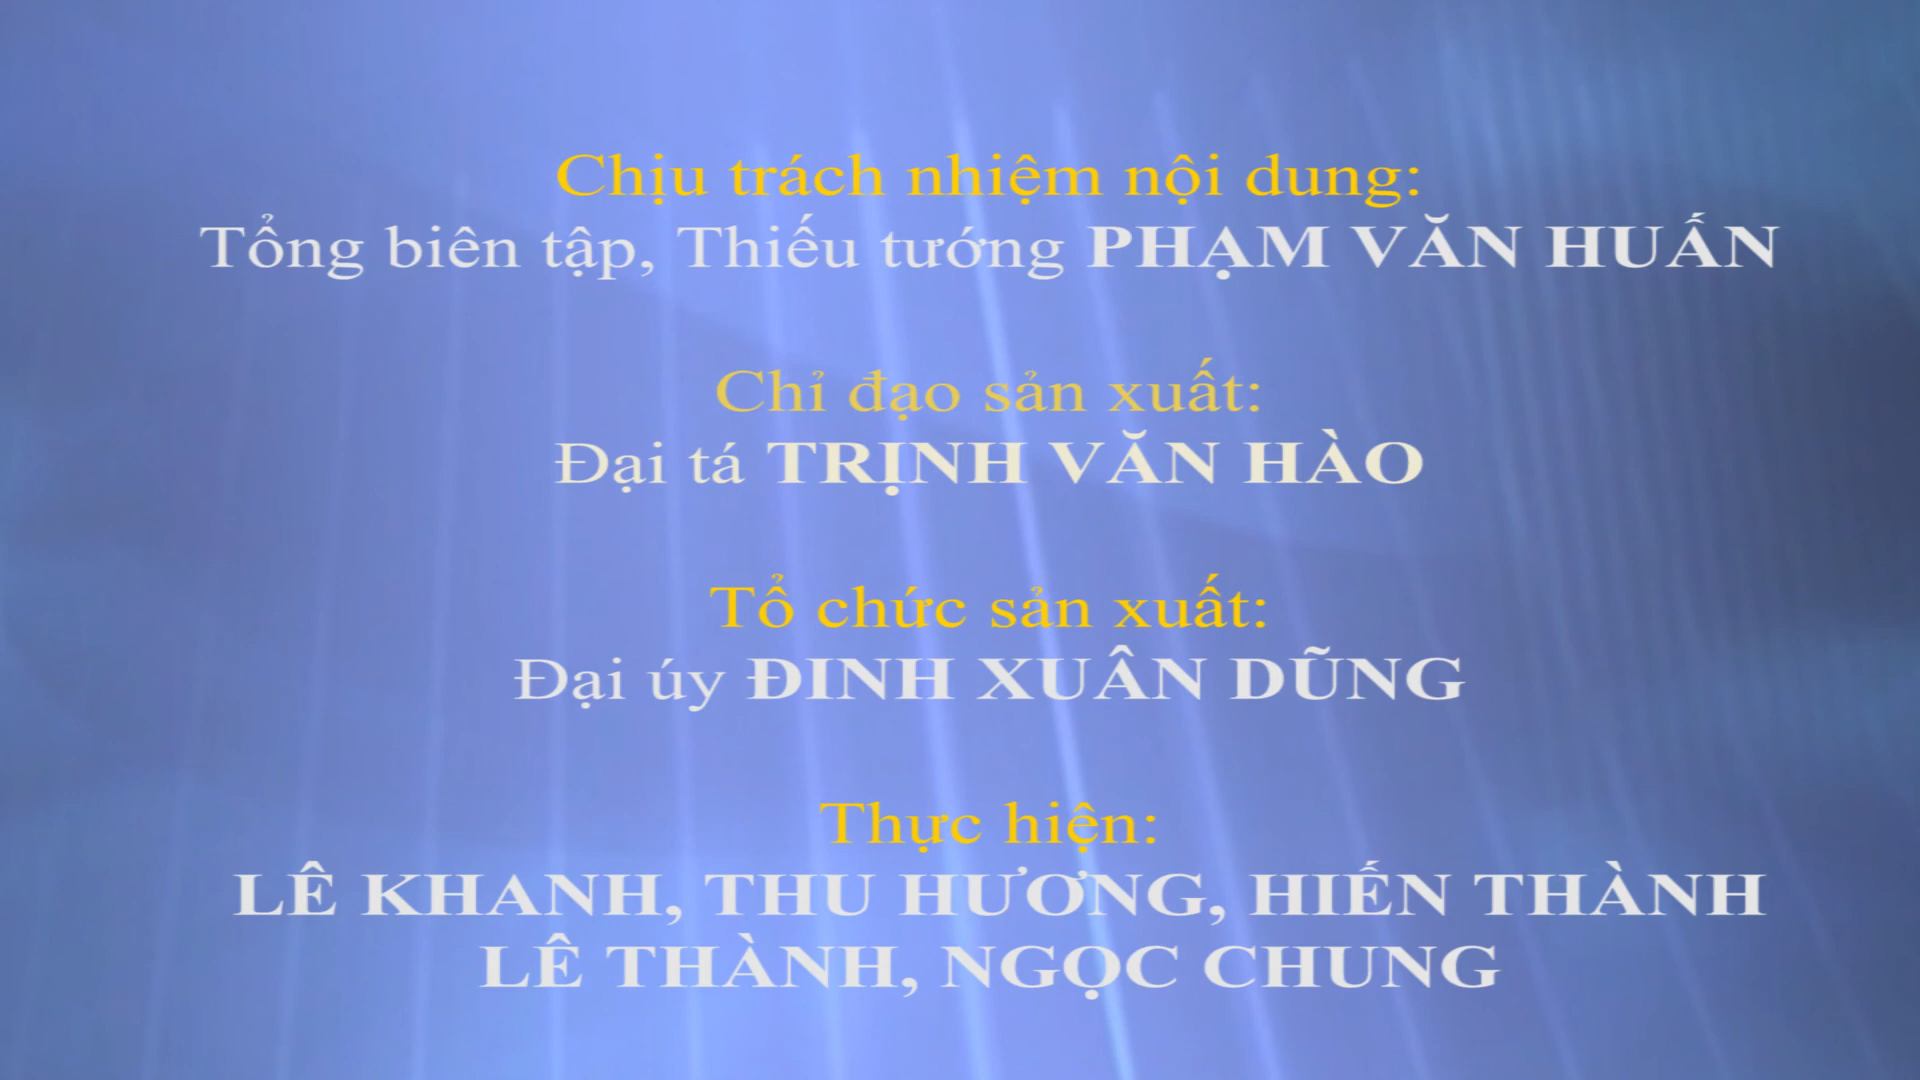 Chịu trách nhiệm nội dung:
Tổng biên tập, Thiếu tướng PHẠM VĂN HUẤN
Chỉ đạo sản xuất:
Đại tá TRỊNH VĂN HÀO
Tổ chức sản xuất:
Đại úy ĐINH XUÂN DŨNG
Thực hiện:
LÊ KHANH, THU HƯƠNG, HIẾN THÀNH
LÊ THÀNH, NGỌC CHUNG